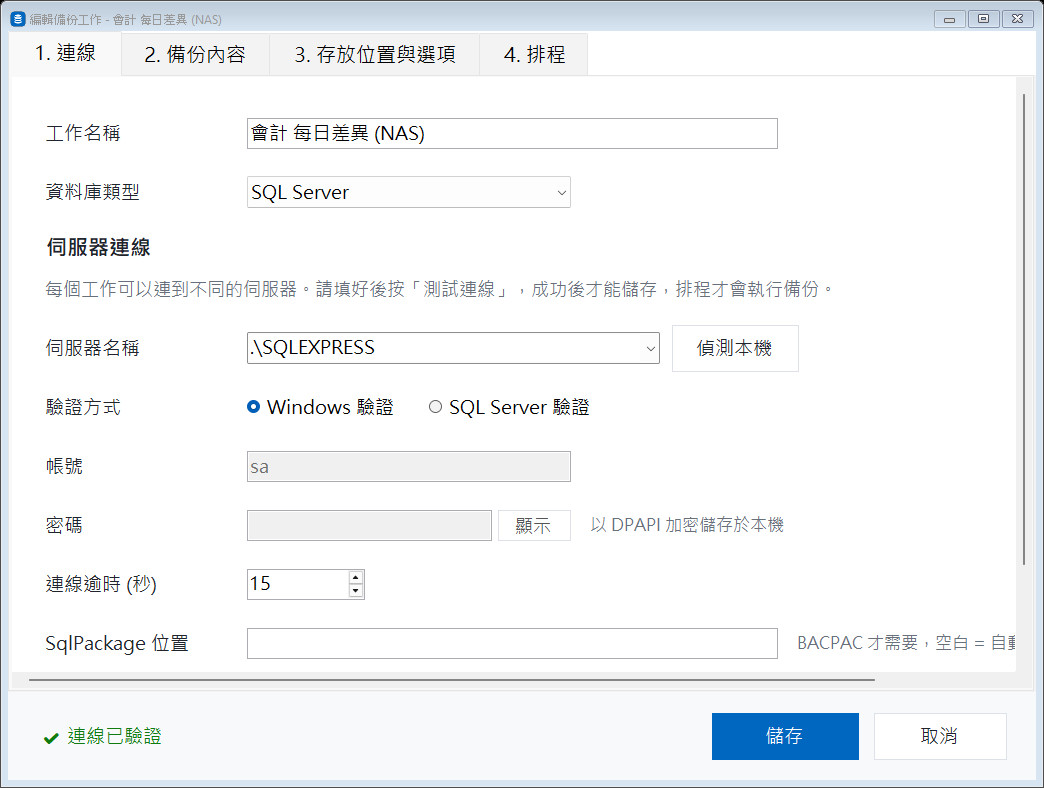 編輯備份工作 - 會計 每日差異 (NAS)
1. 連線
2. 備份內容
3. 存放位置與選項
4. 排程
工作名稱
會計 每日差異 (NAS)
資料庫類型
SQL Server
伺服器連線
每個工作可以連到不同的伺服器。請填好後按「測試連線」，成功後才能儲存，排程才會執行備份。
伺服器名稱
.\SQLEXPRESS
偵測本機
驗證方式
Windows 驗證
SQL Server 驗證
帳號
sa
密碼
顯示
以 DPAPI 加密儲存於本機
連線逾時 (秒)
15
SqlPackage 位置
BACPAC 才需要，空白 = 自動
連線已驗證
儲存
取消